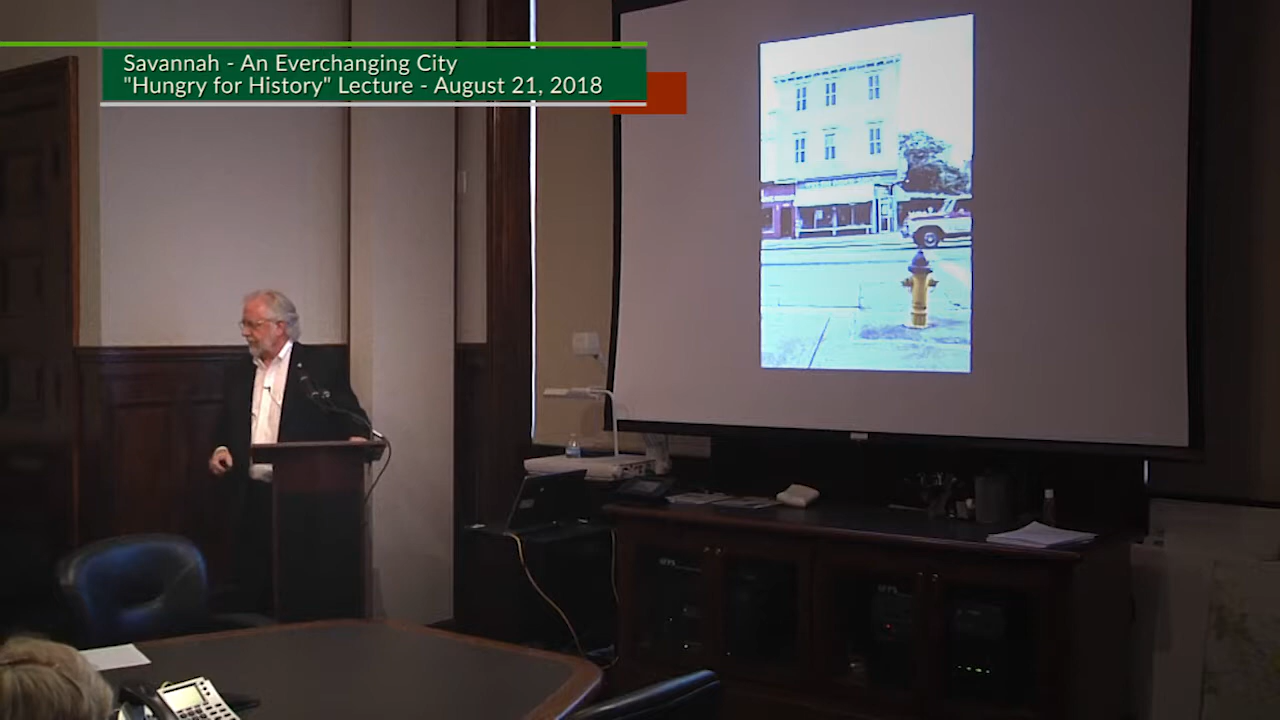 Savannah - An Everchanging City
"Hungry for History" Lecture - August 21, 2018